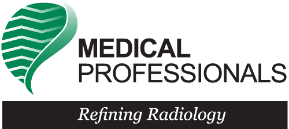 MEDICAL
PROFESSIONALS
Refining Radiology